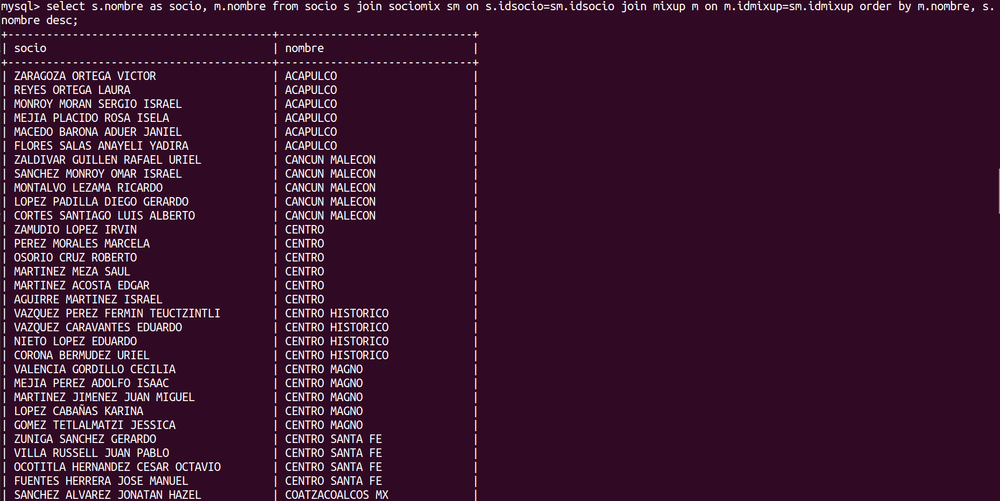 mysql> select s.nombre as socio, m.nombre from socio s join sociomix sm on s.idsocio=sm.idsocio join mixup m on m.idmixup=sm.idmixup order by m.nombre, s.
nombre desc;
+-----------------------------------------+------------------------------+
| socio                                   | nombre                       |
+-----------------------------------------+------------------------------+
| ZARAGOZA ORTEGA VICTOR                  | ACAPULCO                     |
| REYES ORTEGA LAURA                      | ACAPULCO                     |
| MONROY MORAN SERGIO ISRAEL              | ACAPULCO                     |
| MEJIA PLACIDO ROSA ISELA                | ACAPULCO                     |
| MACEDO BARONA ADUER JANIEL              | ACAPULCO                     |
| FLORES SALAS ANAYELI YADIRA             | ACAPULCO                     |
| ZALDIVAR GUILLEN RAFAEL URIEL           | CANCUN MALECON               |
| SANCHEZ MONROY OMAR ISRAEL              | CANCUN MALECON               |
| MONTALVO LEZAMA RICARDO                 | CANCUN MALECON               |
| LOPEZ PADILLA DIEGO GERARDO             | CANCUN MALECON               |
| CORTES SANTIAGO LUIS ALBERTO            | CANCUN MALECON               |
| ZAMUDIO LOPEZ IRVIN                     | CENTRO                       |
| PEREZ MORALES MARCELA                   | CENTRO                       |
| OSORIO CRUZ ROBERTO                     | CENTRO                       |
| MARTINEZ MEZA SAUL                      | CENTRO                       |
| MARTINEZ ACOSTA EDGAR                   | CENTRO                       |
| AGUIRRE MARTINEZ ISRAEL                 | CENTRO                       |
| VAZQUEZ PEREZ FERMIN TEUCTZINTLI        | CENTRO HISTORICO             |
| VAZQUEZ CARAVANTES EDUARDO              | CENTRO HISTORICO             |
| NIETO LOPEZ EDUARDO                     | CENTRO HISTORICO             |
| CORONA BERMUDEZ URIEL                   | CENTRO HISTORICO             |
| VALENCIA GORDILLO CECILIA               | CENTRO MAGNO                 |
| MEJIA PEREZ ADOLFO ISAAC                | CENTRO MAGNO                 |
| MARTINEZ JIMENEZ JUAN MIGUEL            | CENTRO MAGNO                 |
| LOPEZ CABAÑAS KARINA                    | CENTRO MAGNO                 |
| GOMEZ TETLALMATZI JESSICA               | CENTRO MAGNO                 |
| ZUNIGA SANCHEZ GERARDO                  | CENTRO SANTA FE              |
| VILLA RUSSELL JUAN PABLO                | CENTRO SANTA FE              |
| OCOTITLA HERNANDEZ CESAR OCTAVIO        | CENTRO SANTA FE              |
| FUENTES HERRERA JOSE MANUEL             | CENTRO SANTA FE              |
| SANCHEZ ALVAREZ JONATAN HAZEL           | COATZACOALCOS MX             |